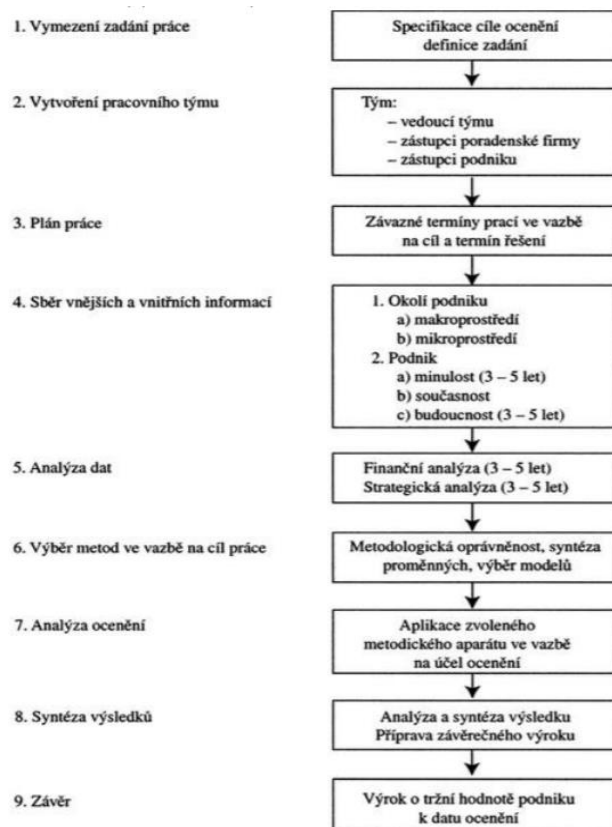 1. Vymezení zadání práce
Specifikace cíle ocenění
definice zadání
2. Vytvoření pracovního týmu
Tým:
– vedoucí týmu
– zástupci poradenské firmy
– zástupci podniku
3. Plán práce
Závazné termíny prací ve vazbě
na cíl a termín řešení
4. Sběr vnějších a vnitřních informací
1. Okolí podniku
a) makroprostředí
b) mikroprostředí
2. Podnik
a) minulost (3 – 5 let)
b) současnost
c) budoucnost (3 – 5 let)
5. Analýza dat
Finanční analýza (3 – 5 let)
Strategická analýza (3 – 5 let)
6. Výběr metod ve vazbě na cíl práce
Metodologická oprávněnost, syntéza
proměnných, výběr modelů
7. Analýza ocenění
Aplikace zvoleného
metodického aparátu ve vazbě
na účel ocenění
8. Syntéza výsledků
Analýza a syntéza výsledku
Příprava závěrečného výroku
9. Závěr
Výrok o tržní hodnotě podniku
k datu ocenění